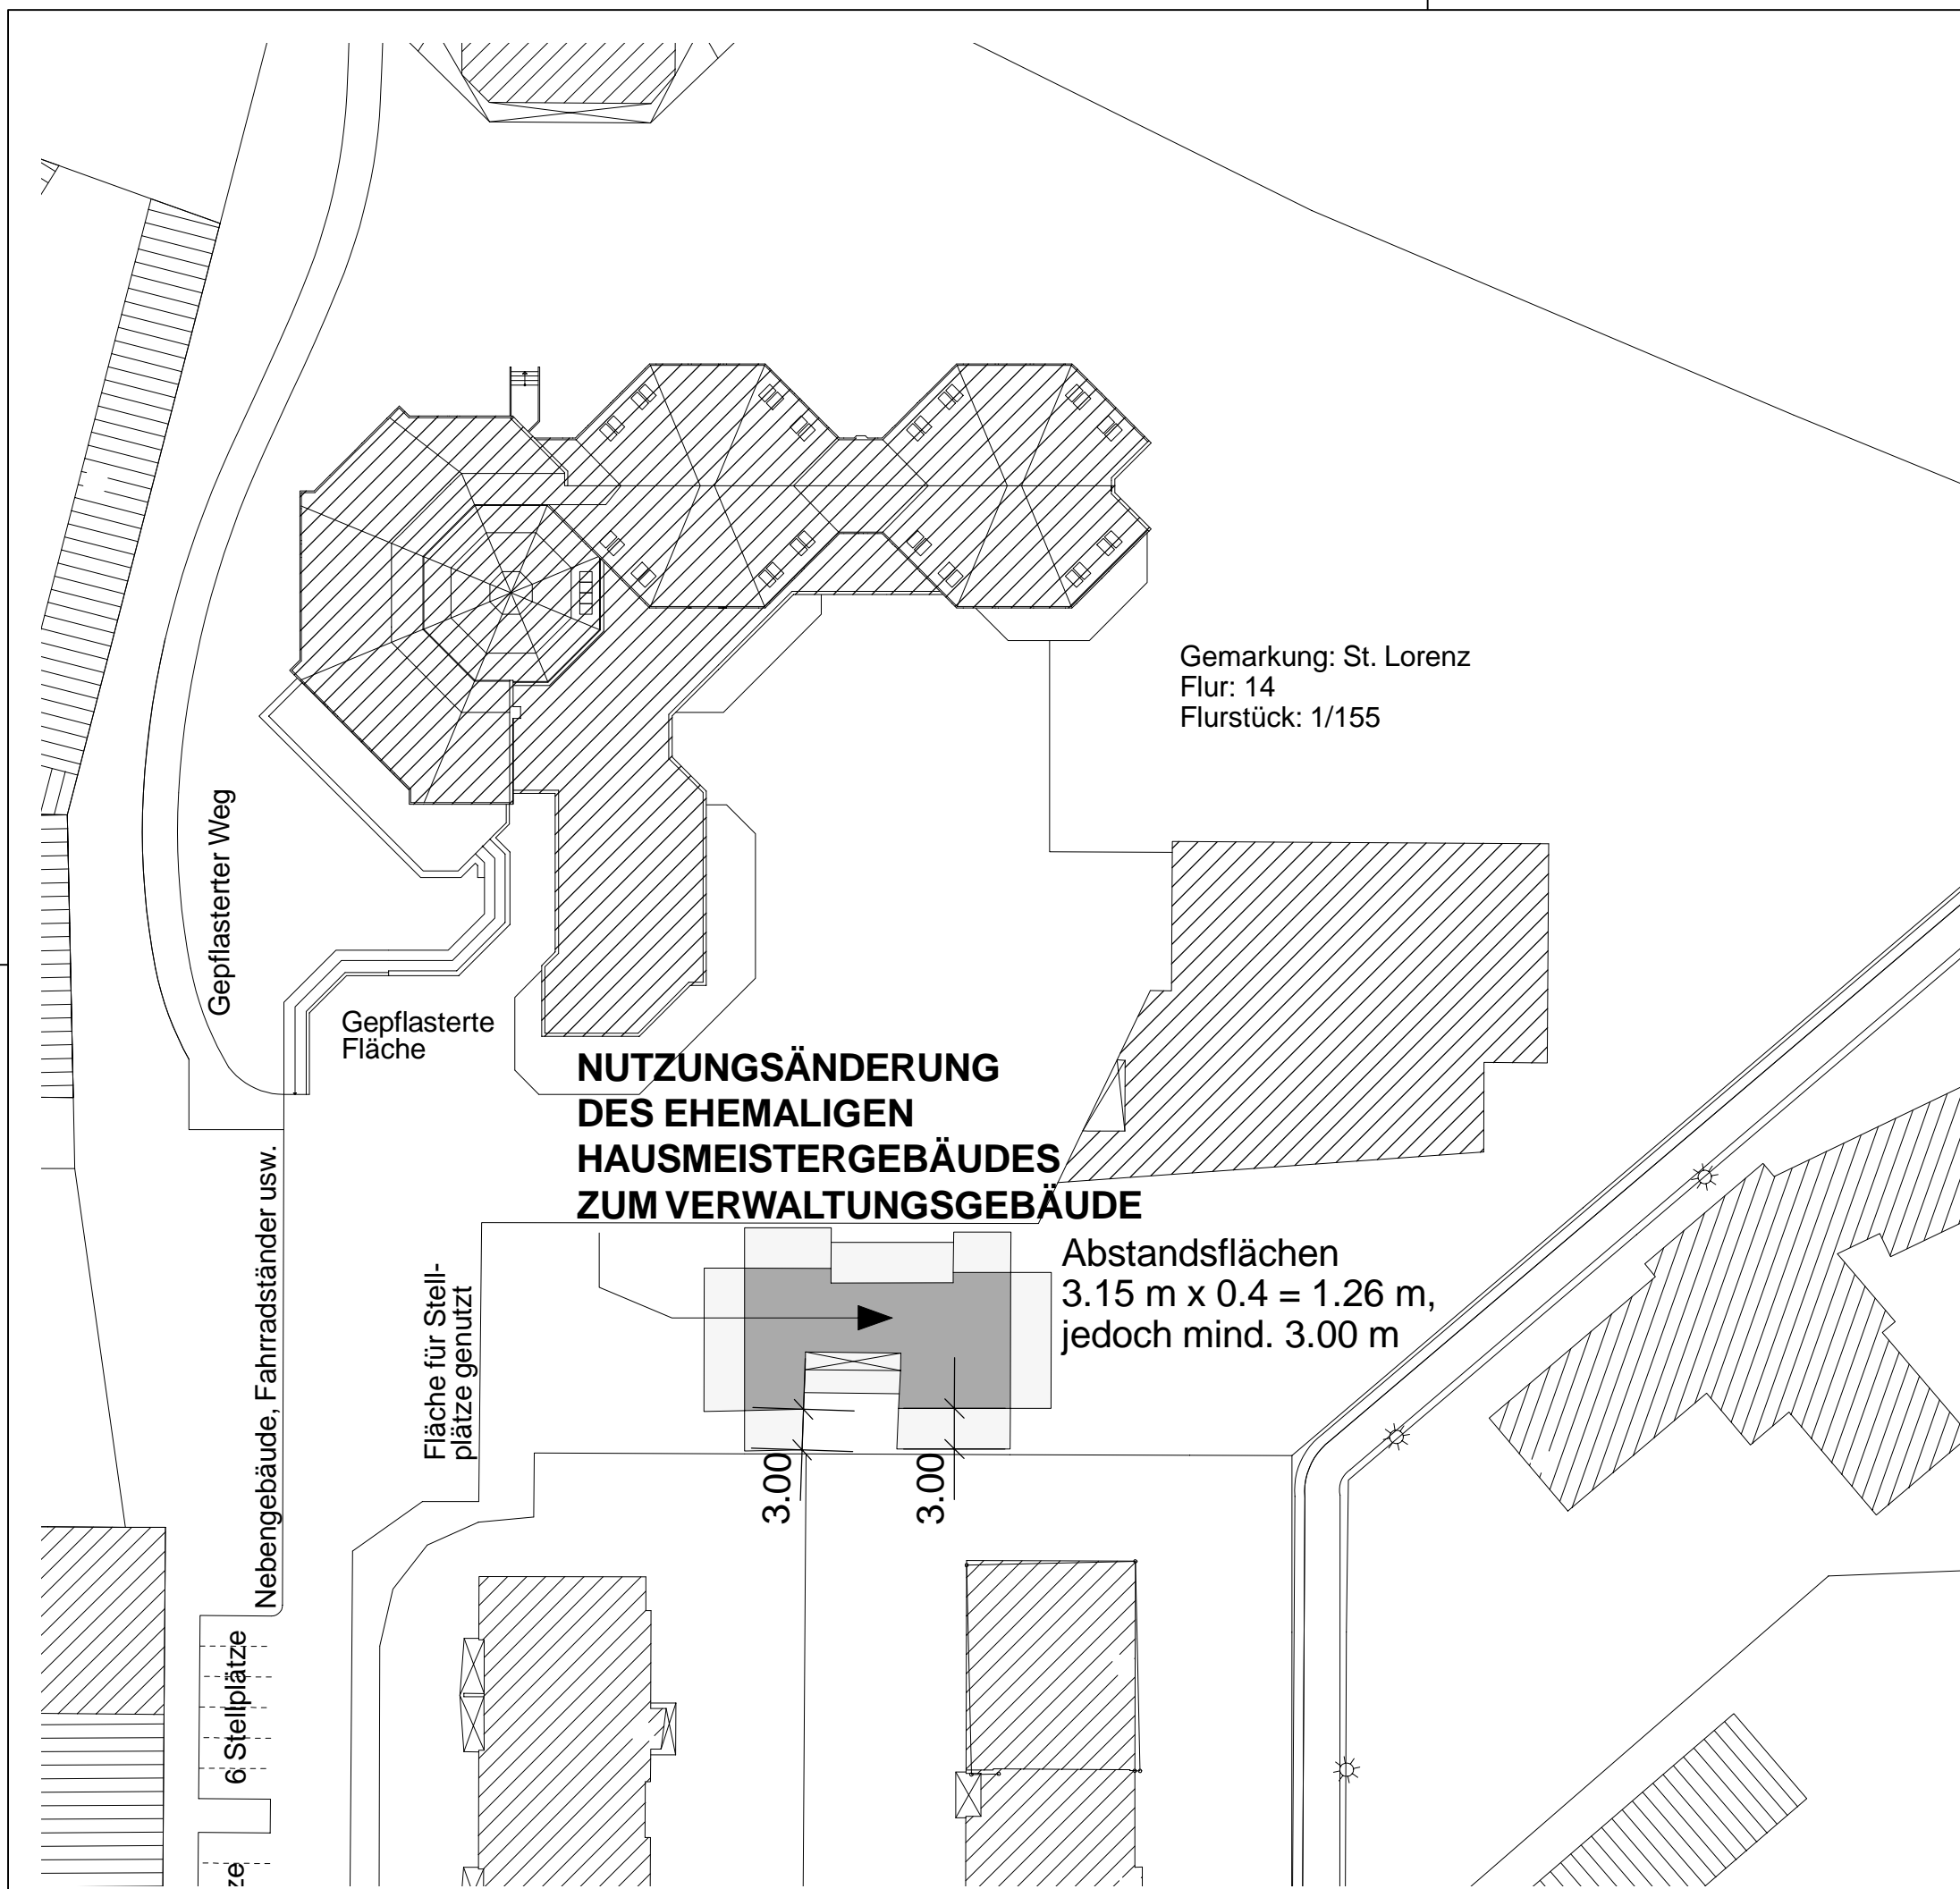 Gemarkung: St. Lorenz
Flur: 14
Flurstück: 1/155
Gepflasterter Weg
Gepflasterte
Fläche
NUTZUNGSÄNDERUNG
DES EHEMALIGEN
HAUSMEISTERGEBÄUDES
ZUM VERWALTUNGSGEBÄUDE
Nebengebäude, Fahrradständer usw.
Fläche für Stell-
plätze genutzt
Abstandsflächen
3.15 m x 0.4 = 1.26 m,
jedoch mind. 3.00 m
3.00
3.00
6 Stellplätze
ze